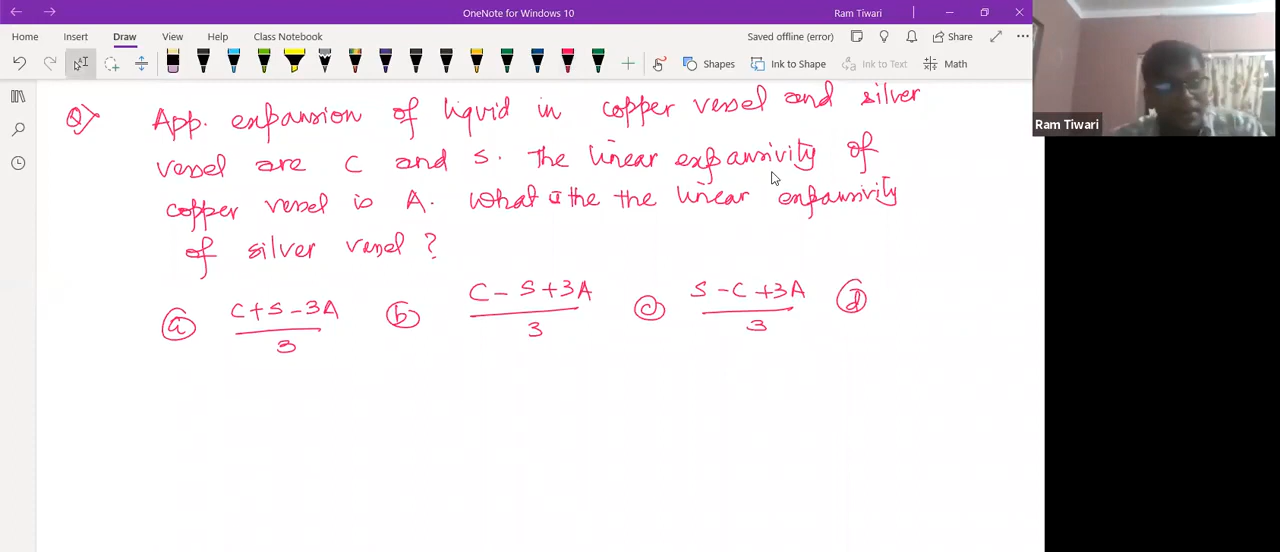 OneNote for Windows 10
Ram Tiwari
Home Insert Draw View Help Class Notebook
Saved offline (error) Share
Shapes Ink to Shape Ink to Text Math
Q) App. expansion of liquid in copper vessel and silver
vessel are C and S. The linear expansivity of
copper vessel is A. What is the the linear expansivity
of silver vessel ?
(a) C+S-3A / 3 (b) C-S+3A / 3 (c) S-C+3A / 3 (d)
Ram Tiwari